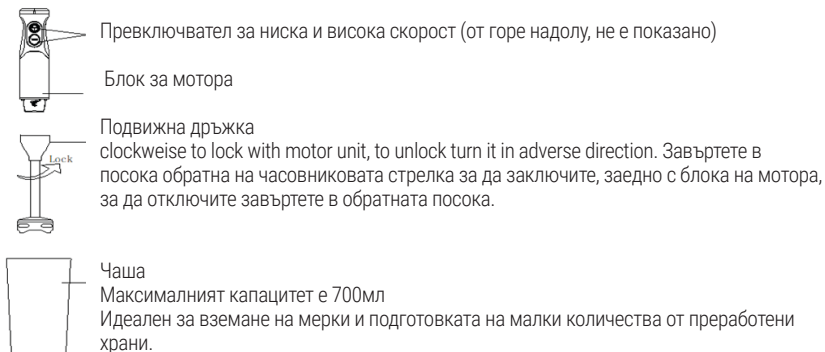 Превключвател за ниска и висока скорост (от горе надолу, не е показано)
Блок за мотора
Подвижна дръжка
clockweise to lock with motor unit, to unlock turn it in adverse direction. Завъртете в
посока обратна на часовниковата стрелка за да заключите, заедно с блока на мотора,
за да отключите завъртете в обратната посока.
Lock
Чаша
Максималният капацитет е 700мл
Идеален за вземане на мерки и подготовката на малки количества от преработени
храни.